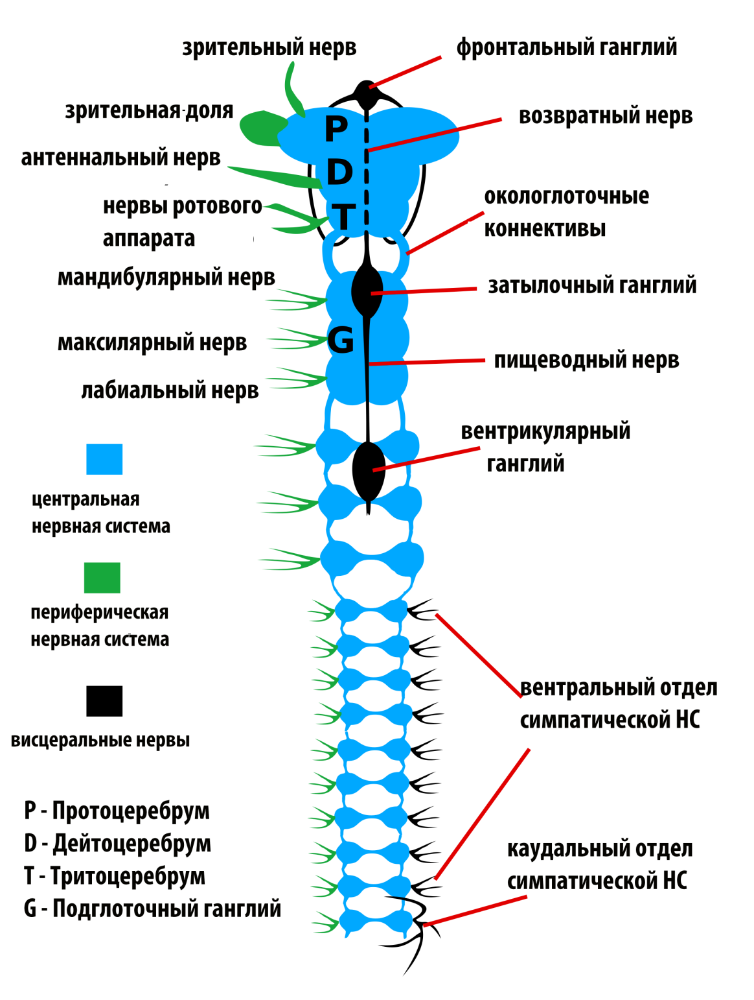 зрительный нерв
фронтальный ганглий
зрительная доля
возвратный нерв
антеннальный нерв
нервы ротового
аппарата
окологлоточные
коннективы
мандибулярный нерв
затылочный ганглий
максилярный нерв
пищеводный нерв
лабиальный нерв
вентрикулярный
ганглий
P
D
T
G
центральная
нервная система
периферическая
нервная система
висцеральные нервы
вентральный отдел
симпатической НС
каудальный отдел
симпатической НС
P - Протоцеребрум
D - Дейтоцеребрум
T - Тритоцеребрум
G - Подглоточный ганглий